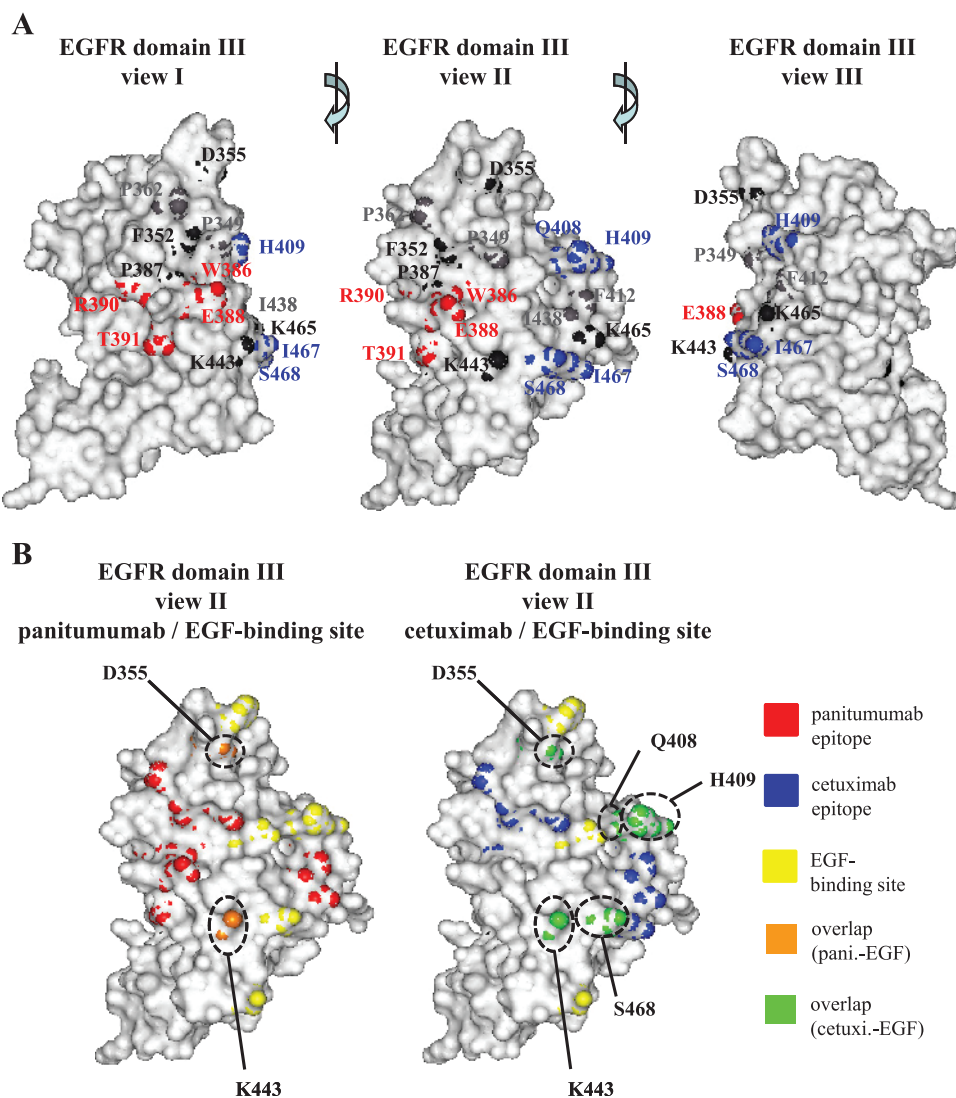 A
EGFR domain III
view I
EGFR domain III
view II
EGFR domain III
view III
D355
P362
P349
F352
H409
P387
W386
R390
I438
E388
K465
T391
K443
I467
S468
D355
P362
Q408
F352
P349
H409
P387
R390
W386
F412
I438
E388
K465
T391
K443
S468
I467
D355
H409
P349
F412
E388
K465
K443
I467
S468
B
EGFR domain III
view II
panitumumab / EGF-binding site
EGFR domain III
view II
cetuximab / EGF-binding site
D355
K443
D355
Q408
H409
S468
K443
panitumumab
epitope
cetuximab
epitope
EGF-
binding site
overlap
(pani.-EGF)
overlap
(cetuxi.-EGF)